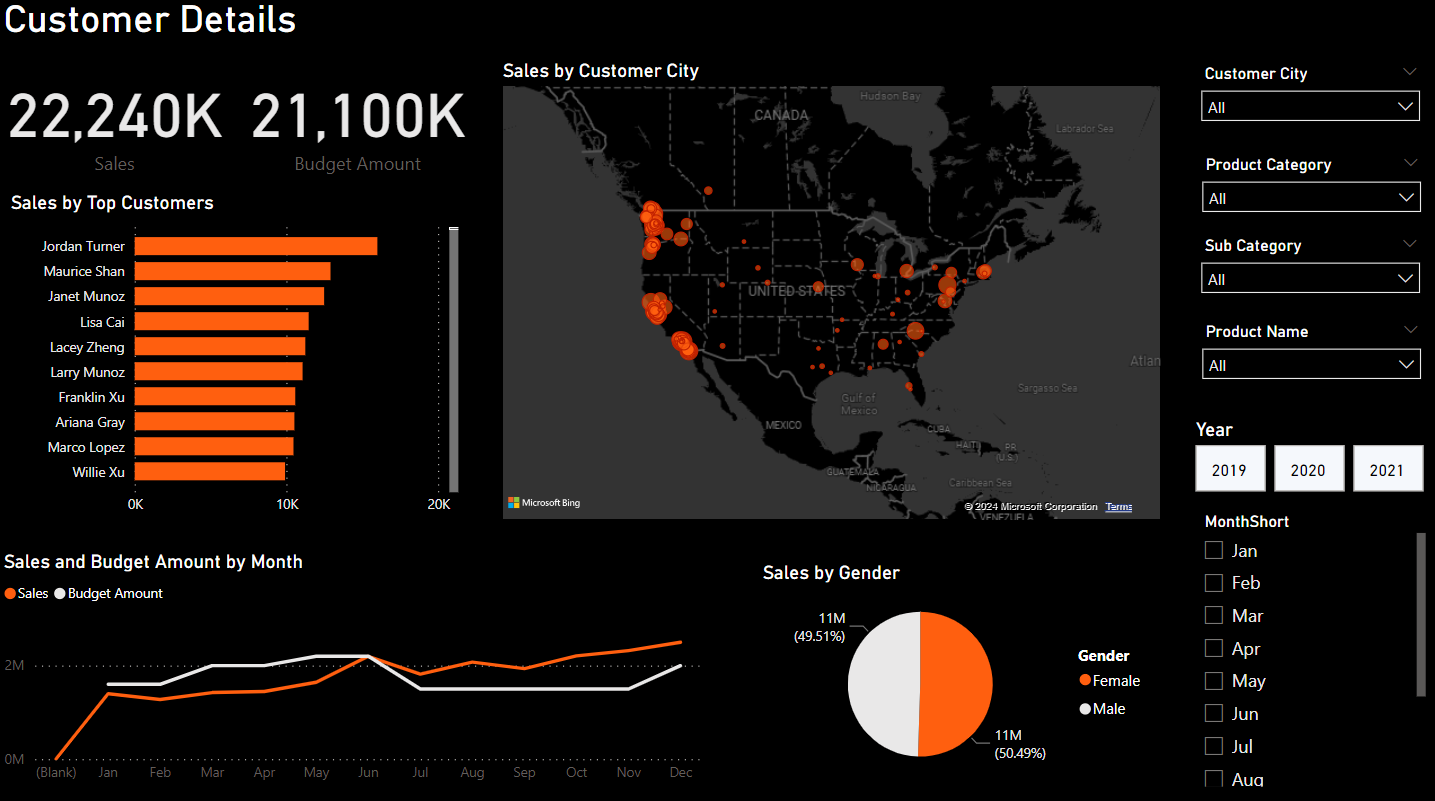 Customer Details
22,240K
Sales
21,100K
Budget Amount
Sales by Top Customers
Jordan Turner
Maurice Shan
Janet Munoz
Lisa Cai
Lacey Zheng
Larry Munoz
Franklin Xu
Ariana Gray
Marco Lopez
Willie Xu
0K 10K 20K
Sales by Customer City
Hudson Bay
CANADA
Labrador Sea
UNITED STATES
Atlan
Sargasso Sea
Gulf of
Mexico
MEXICO
CUBA
HAITI
PR
(U.S.)
GUATEMALA
Caribbean Sea
NICARAGUA
VENEZUELA
Microsoft Bing
© 2024 Microsoft Corporation Terms
Customer City
All
Product Category
All
Sub Category
All
Product Name
All
Year
2019 2020 2021
MonthShort
Jan
Feb
Mar
Apr
May
Jun
Jul
Aug
Sales and Budget Amount by Month
Sales Budget Amount
2M
0M
(Blank) Jan Feb Mar Apr May Jun Jul Aug Sep Oct Nov Dec
Sales by Gender
11M
(49.51%)
11M
(50.49%)
Gender
Female
Male